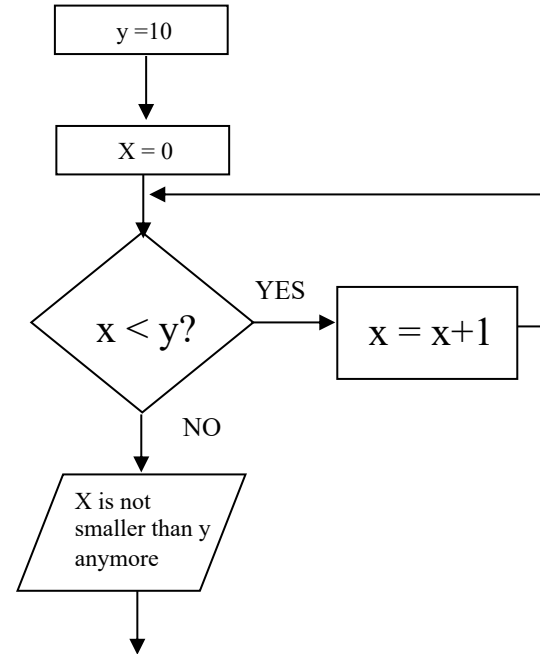 y =10
X = 0
x < y?
YES
x = x+1
NO
X is not
smaller than y
anymore